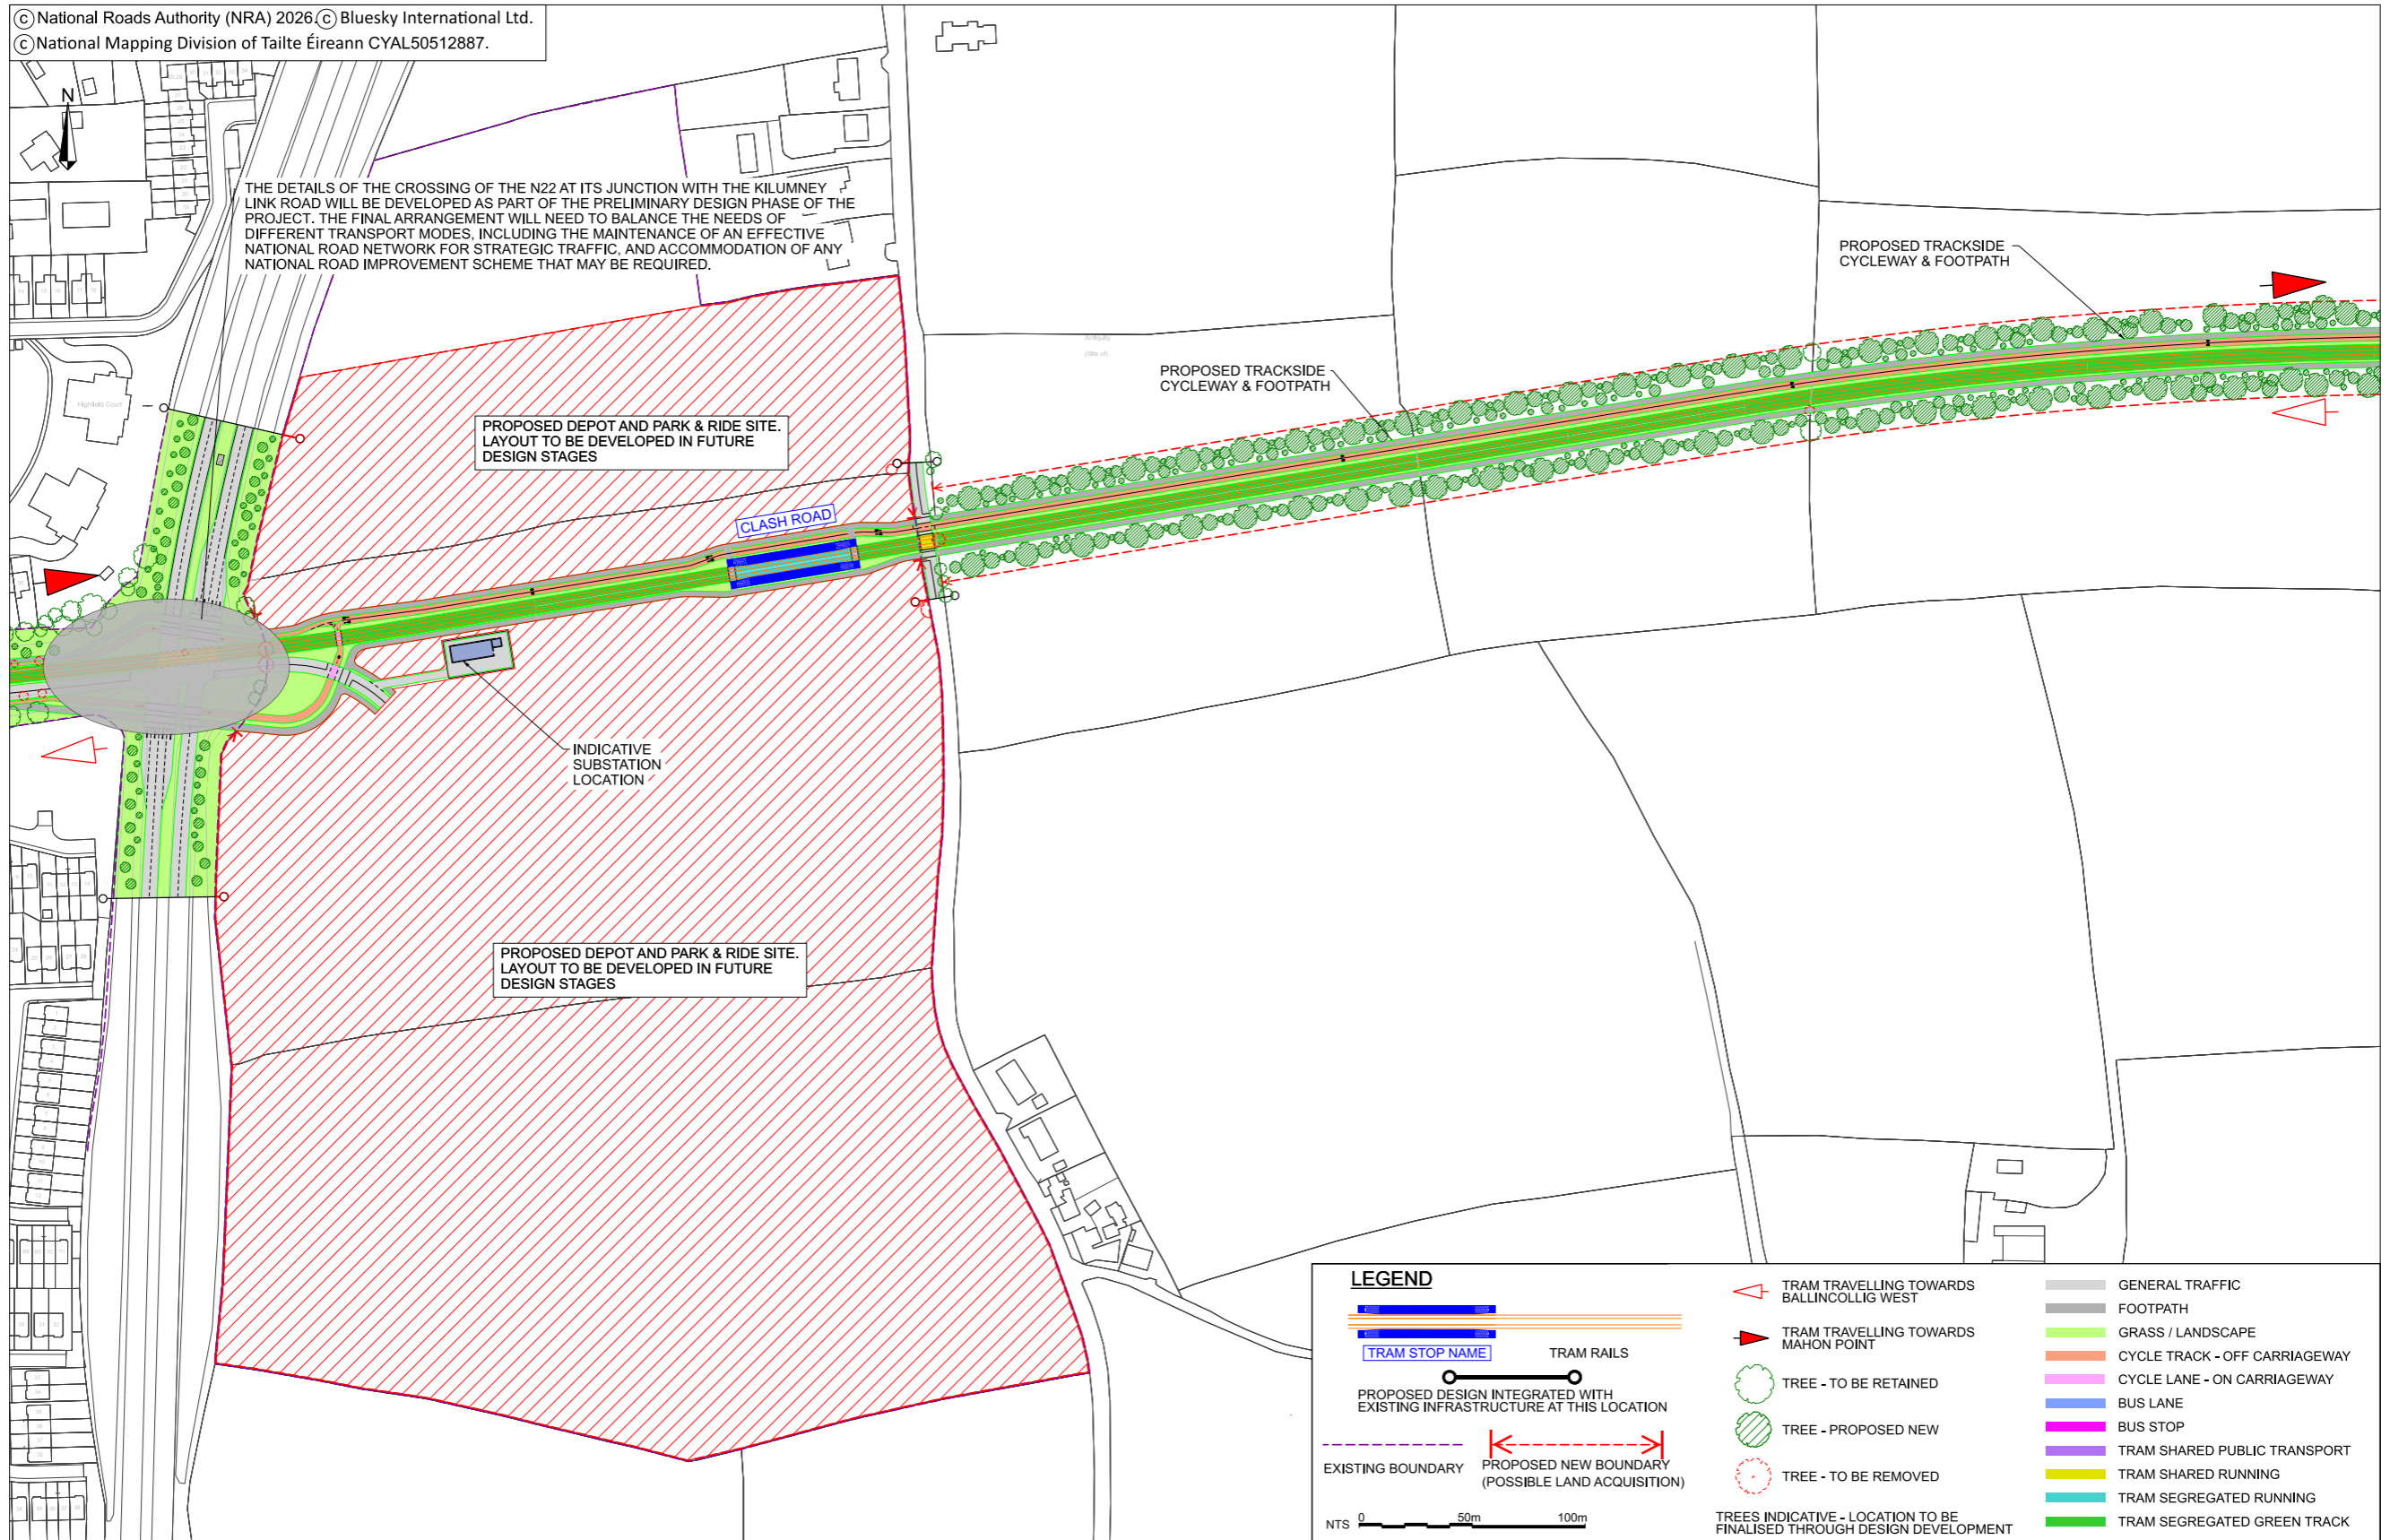 ©National Roads Authority (NRA) 2026.© Bluesky International Ltd.
©National Mapping Division of Tailte Éireann CYAL50512887.
N
THE DETAILS OF THE CROSSING OF THE N22 AT ITS JUNCTION WITH THE KILUMNEY
LINK ROAD WILL BE DEVELOPED AS PART OF THE PRELIMINARY DESIGN PHASE OF THE
PROJECT. THE FINAL ARRANGEMENT WILL NEED TO BALANCE THE NEEDS OF
DIFFERENT TRANSPORT MODES, INCLUDING THE MAINTENANCE OF AN EFFECTIVE
NATIONAL ROAD NETWORK FOR STRATEGIC TRAFFIC, AND ACCOMMODATION OF ANY
NATIONAL ROAD IMPROVEMENT SCHEME THAT MAY BE REQUIRED.
PROPOSED TRACKSIDE
CYCLEWAY & FOOTPATH
Antiquity
(Site of)
PROPOSED TRACKSIDE
CYCLEWAY & FOOTPATH
Highfield Court
PROPOSED DEPOT AND PARK & RIDE SITE.
LAYOUT TO BE DEVELOPED IN FUTURE
DESIGN STAGES
CLASH ROAD
INDICATIVE
SUBSTATION
LOCATION
PROPOSED DEPOT AND PARK & RIDE SITE.
LAYOUT TO BE DEVELOPED IN FUTURE
DESIGN STAGES
LEGEND
TRAM STOP NAME
TRAM RAILS
PROPOSED DESIGN INTEGRATED WITH
EXISTING INFRASTRUCTURE AT THIS LOCATION
EXISTING BOUNDARY
PROPOSED NEW BOUNDARY
(POSSIBLE LAND ACQUISITION)
NTS 0 50m 100m
TRAM TRAVELLING TOWARDS
BALLINCOLLIG WEST
TRAM TRAVELLING TOWARDS
MAHON POINT
TREE - TO BE RETAINED
TREE - PROPOSED NEW
TREE - TO BE REMOVED
TREES INDICATIVE - LOCATION TO BE
FINALISED THROUGH DESIGN DEVELOPMENT
GENERAL TRAFFIC
FOOTPATH
GRASS / LANDSCAPE
CYCLE TRACK - OFF CARRIAGEWAY
CYCLE LANE - ON CARRIAGEWAY
BUS LANE
BUS STOP
TRAM SHARED PUBLIC TRANSPORT
TRAM SHARED RUNNING
TRAM SEGREGATED RUNNING
TRAM SEGREGATED GREEN TRACK